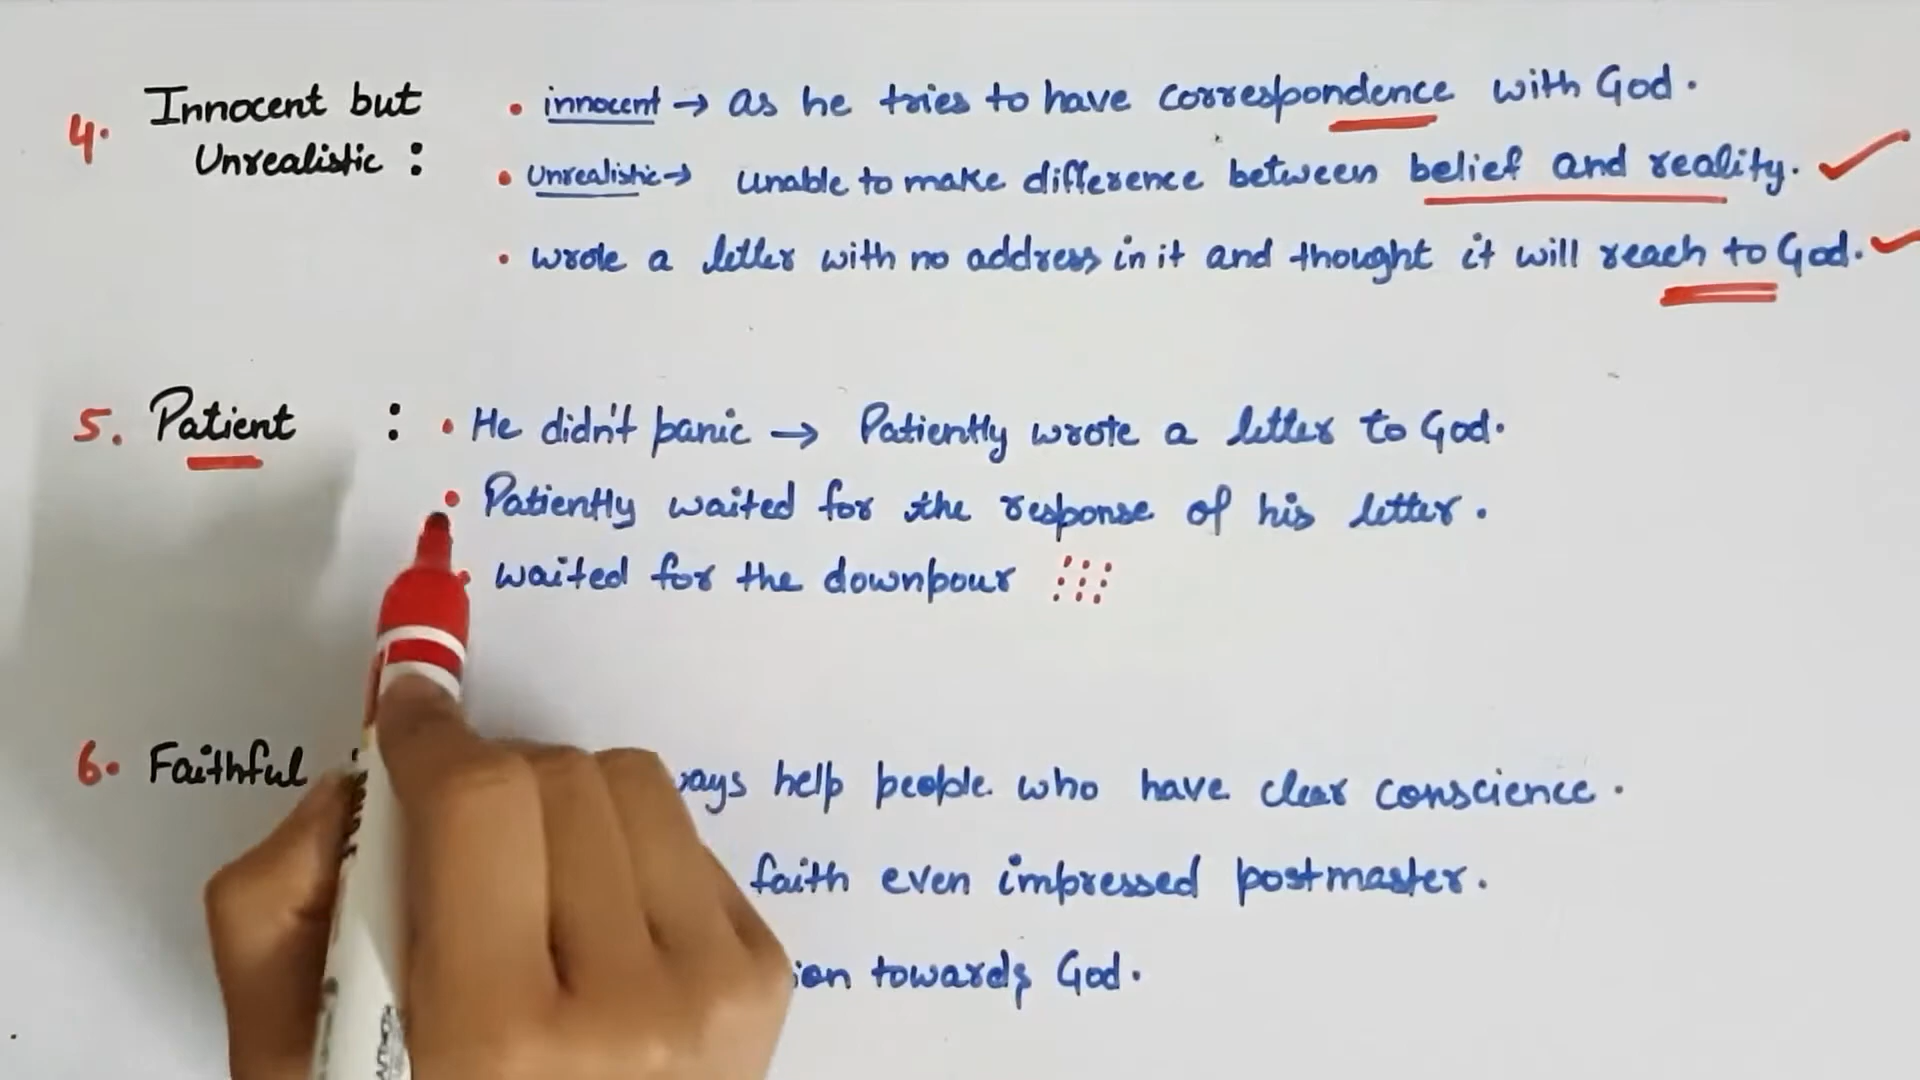 4. Innocent but Unrealistic :
• innocent → as he tries to have correspondence with God.
• Unrealistic → unable to make difference between belief and reality.
• wrote a letter with no address in it and thought it will reach to God.
5. Patient :
• He didn't panic → Patiently wrote a letter to God.
• Patiently waited for the response of his letter.
• waited for the downpour
6. Faithful
help people who have clear conscience.
faith even impressed postmaster.
towards God.